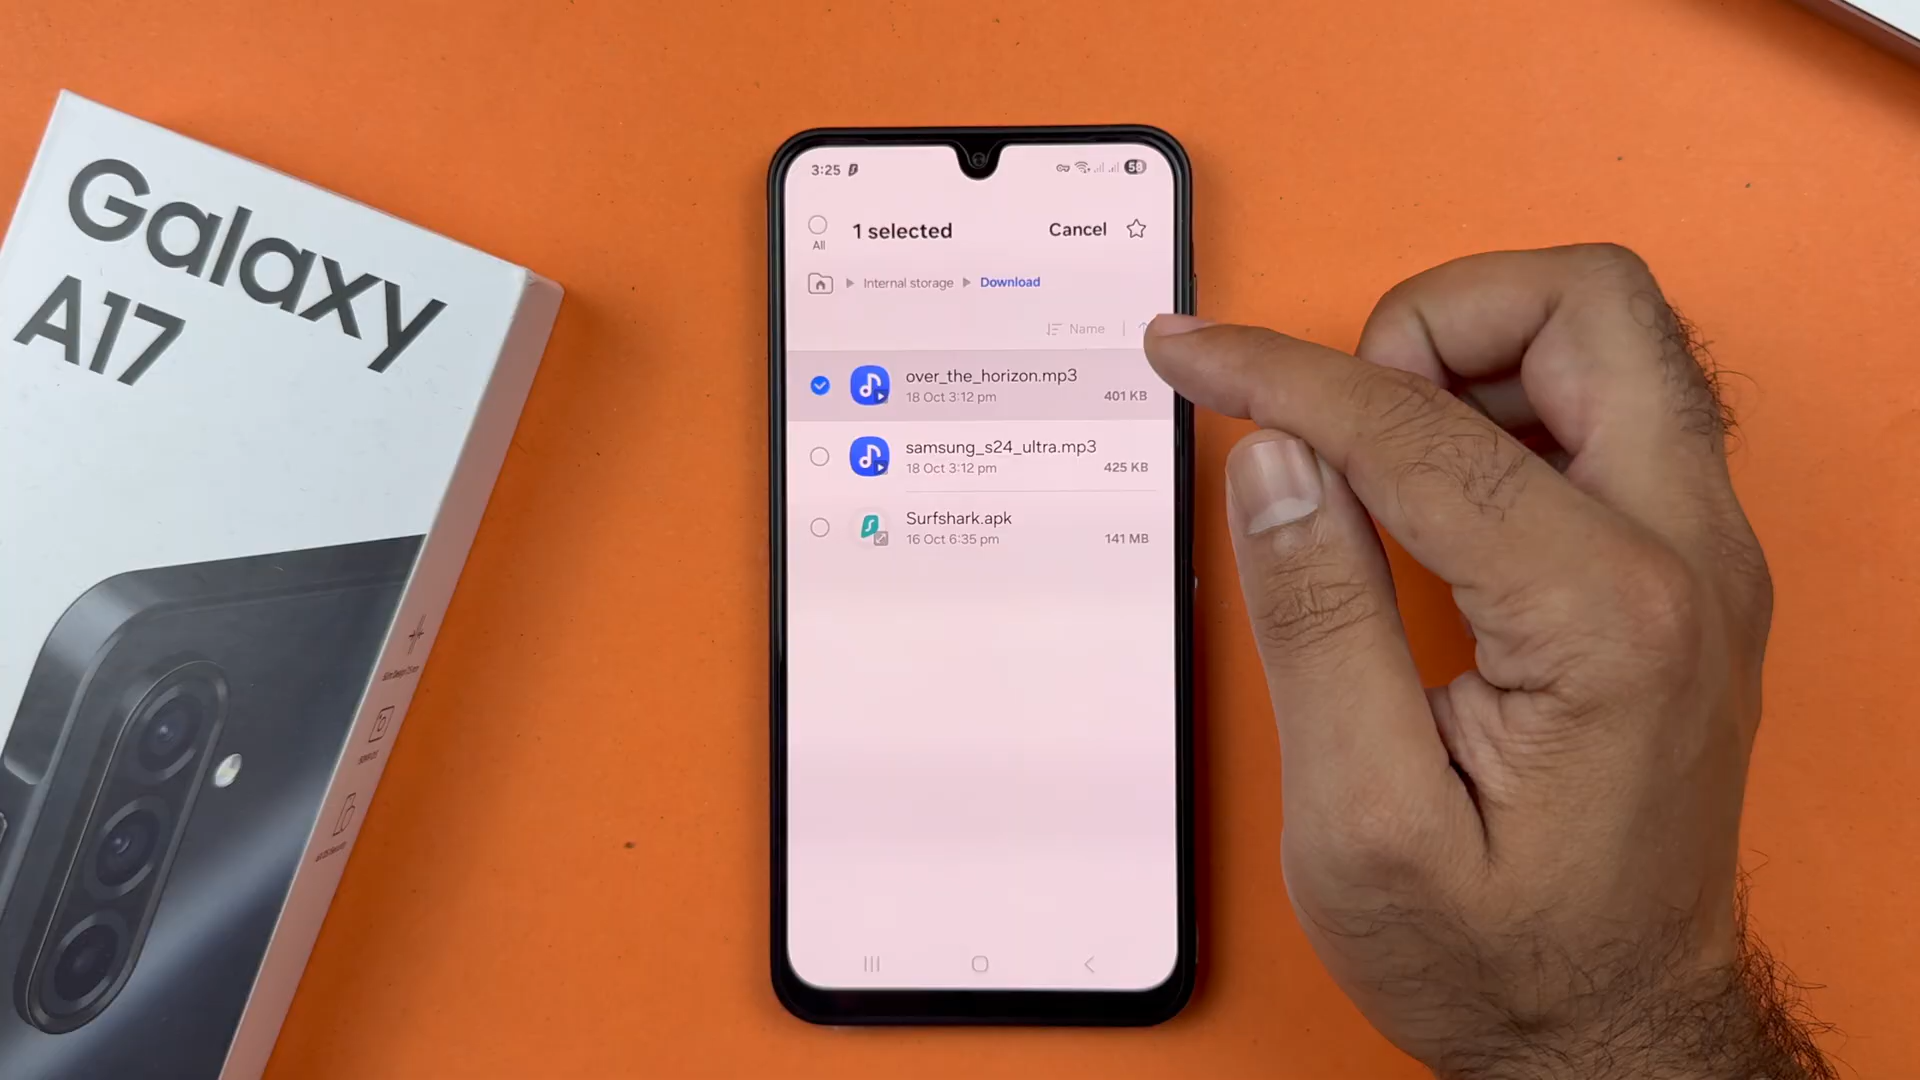 Galaxy
A17
3:25
58
All
1 selected
Cancel
Internal storage
Download
Name
over_the_horizon.mp3
18 Oct 3:12 pm
401 KB
samsung_s24_ultra.mp3
18 Oct 3:12 pm
425 KB
Surfshark.apk
16 Oct 6:35 pm
141 MB